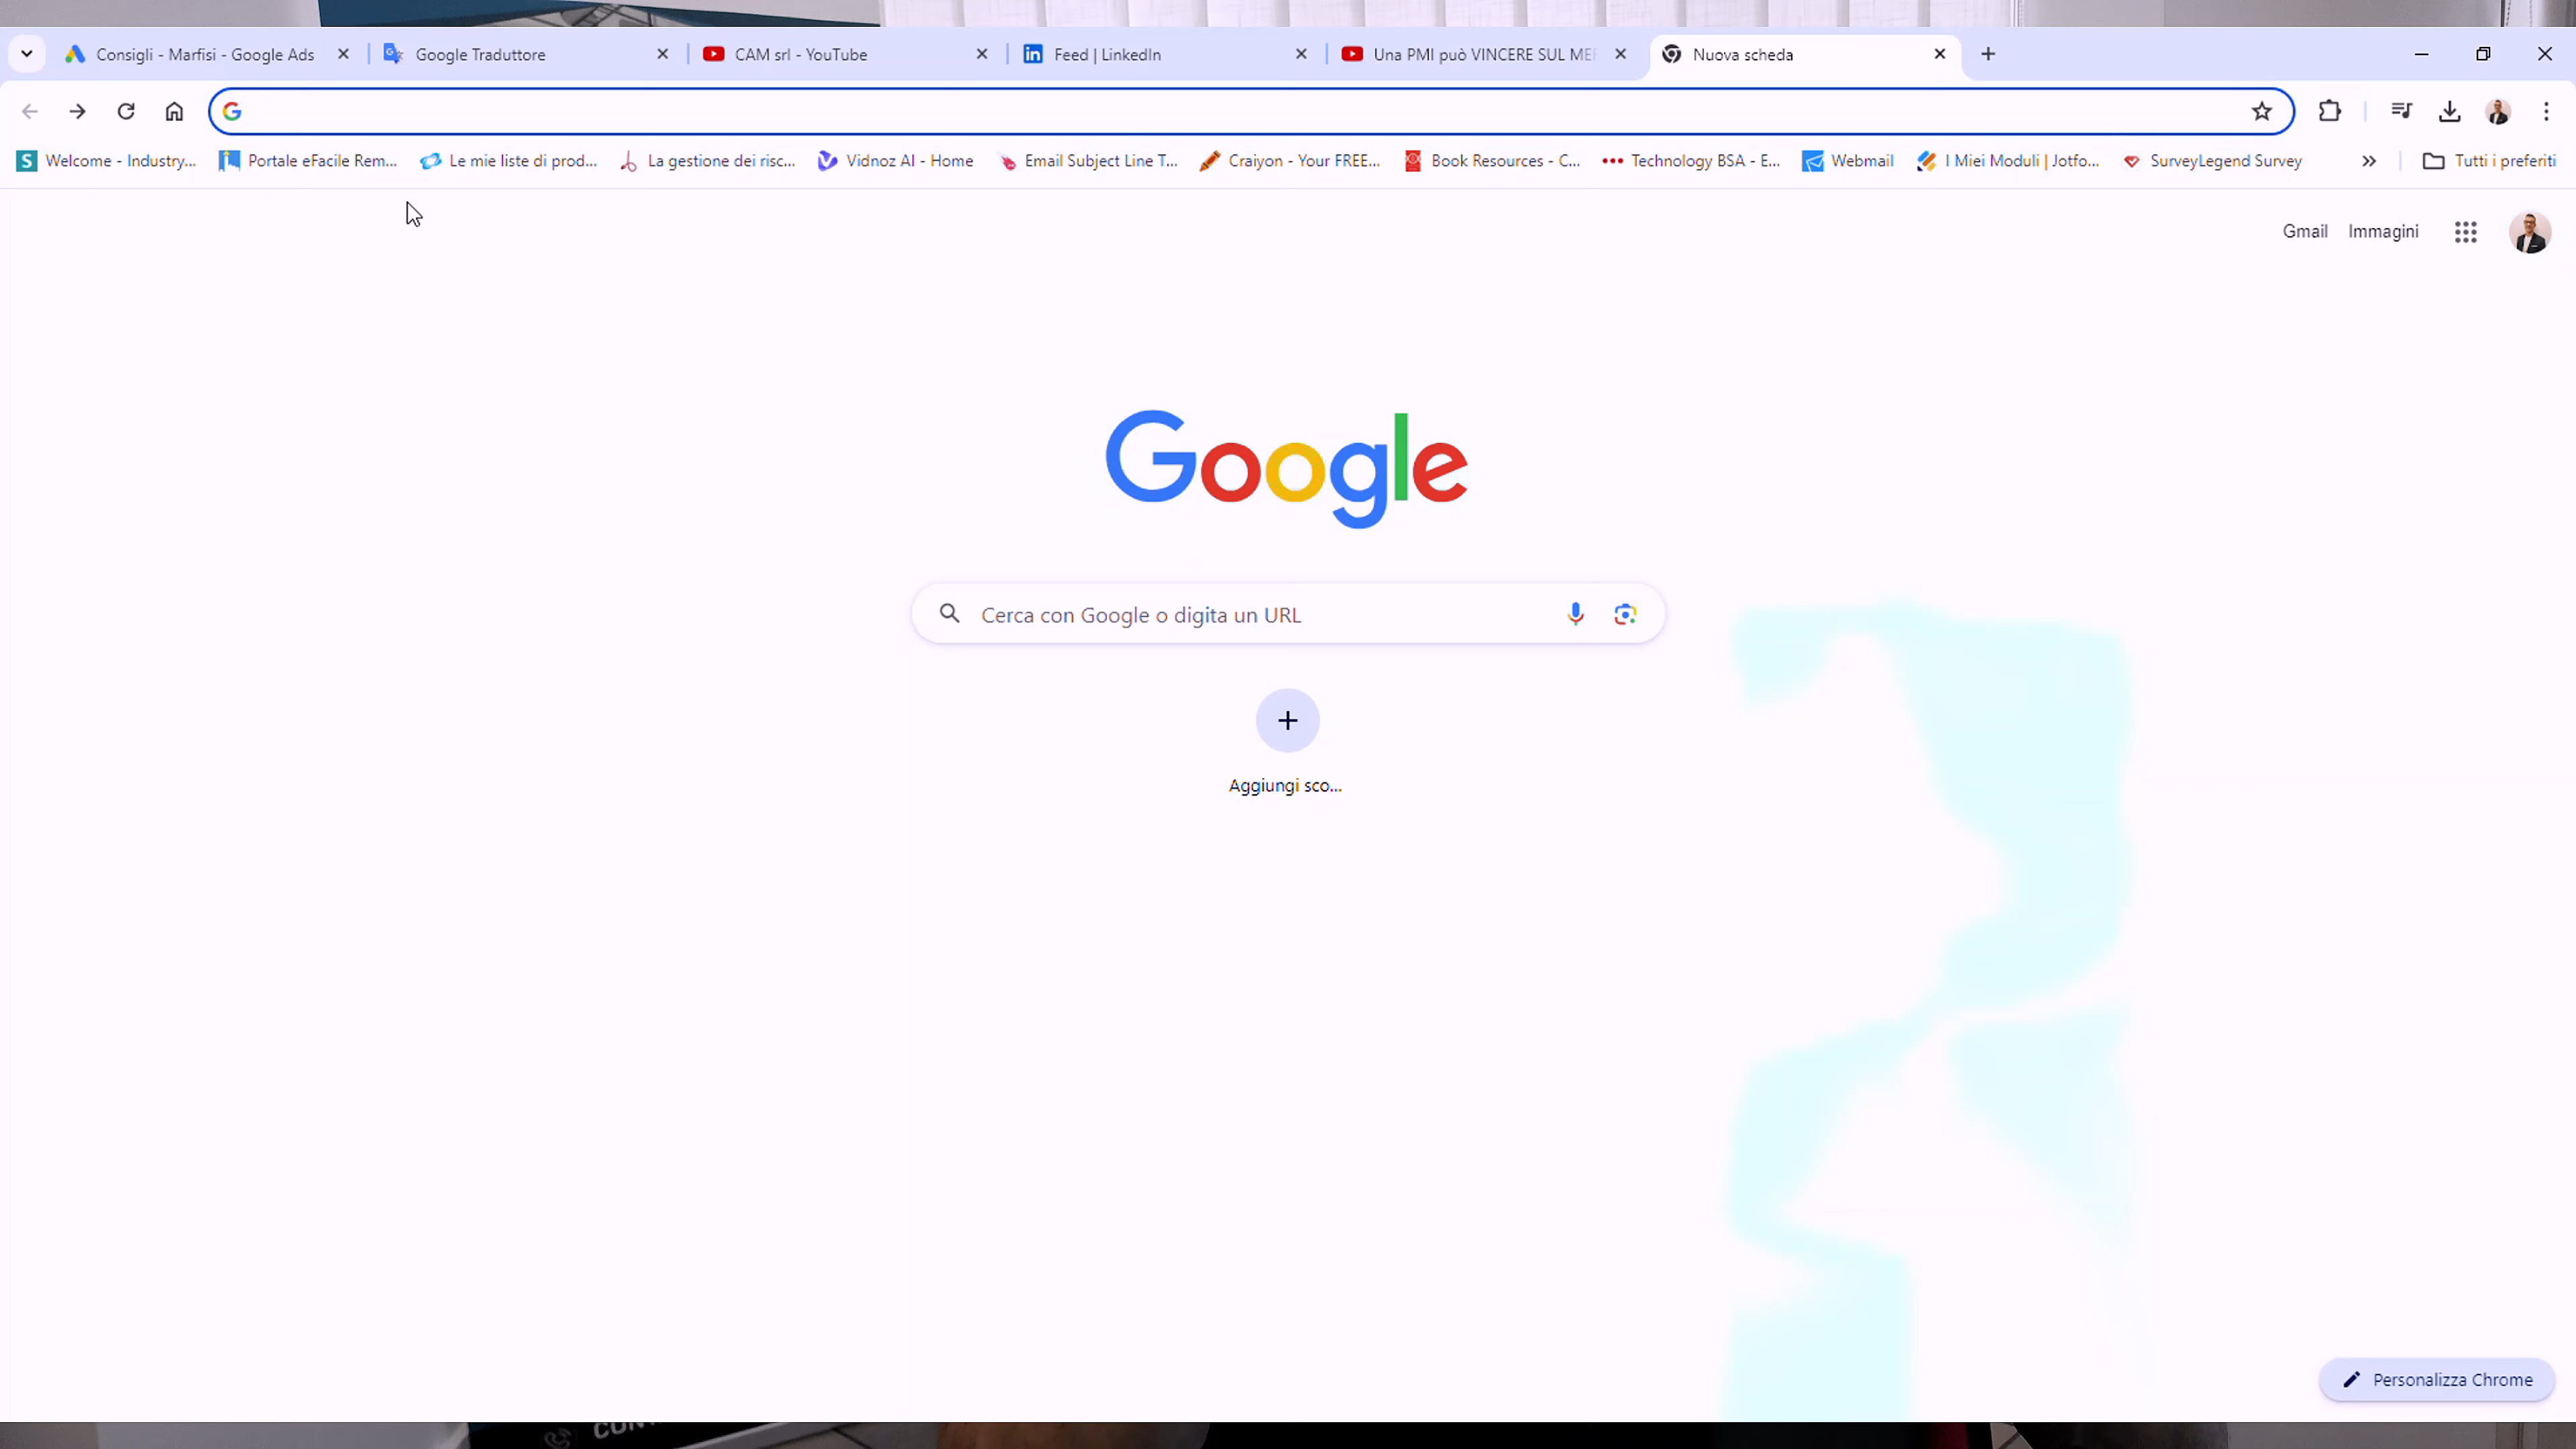 Consigli - Marfisi - Google Ads
Google Traduttore
CAM srl - YouTube
Feed | LinkedIn
Una PMI può VINCERE SUL ME
Nuova scheda
Welcome - Industry...
Portale eFacile Rem...
Le mie liste di prod...
La gestione dei risc...
Vidnoz AI - Home
Email Subject Line T...
Craiyon - Your FREE...
Book Resources - C...
Technology BSA - E...
Webmail
I Miei Moduli | Jotfo...
SurveyLegend Survey
Tutti i preferiti
Gmail
Immagini
Google
Cerca con Google o digita un URL
Aggiungi sco...
Personalizza Chrome